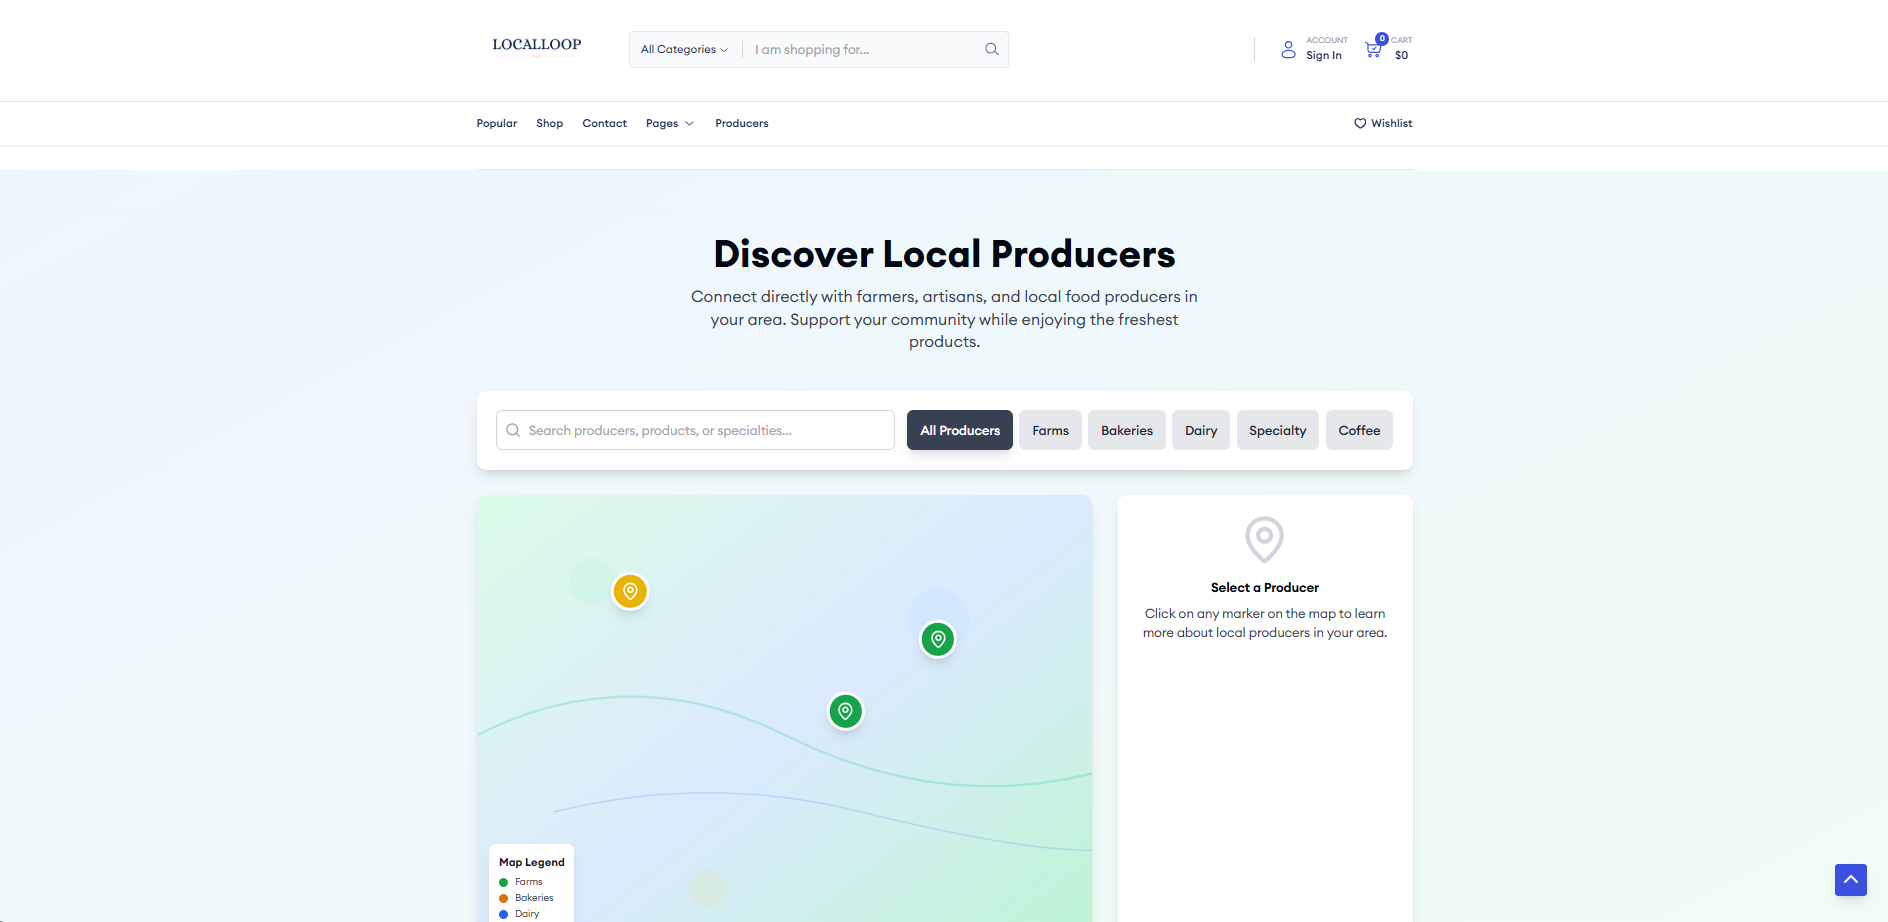 LOCALLOOP
All Categories
I am shopping for...
ACCOUNT
Sign In
0
CART
$0
Popular
Shop
Contact
Pages
Producers
Wishlist
Discover Local Producers
Connect directly with farmers, artisans, and local food producers in
your area. Support your community while enjoying the freshest
products.
Search producers, products, or specialties...
All Producers
Farms
Bakeries
Dairy
Specialty
Coffee
Select a Producer
Click on any marker on the map to learn
more about local producers in your area.
Map Legend
Farms
Bakeries
Dairy